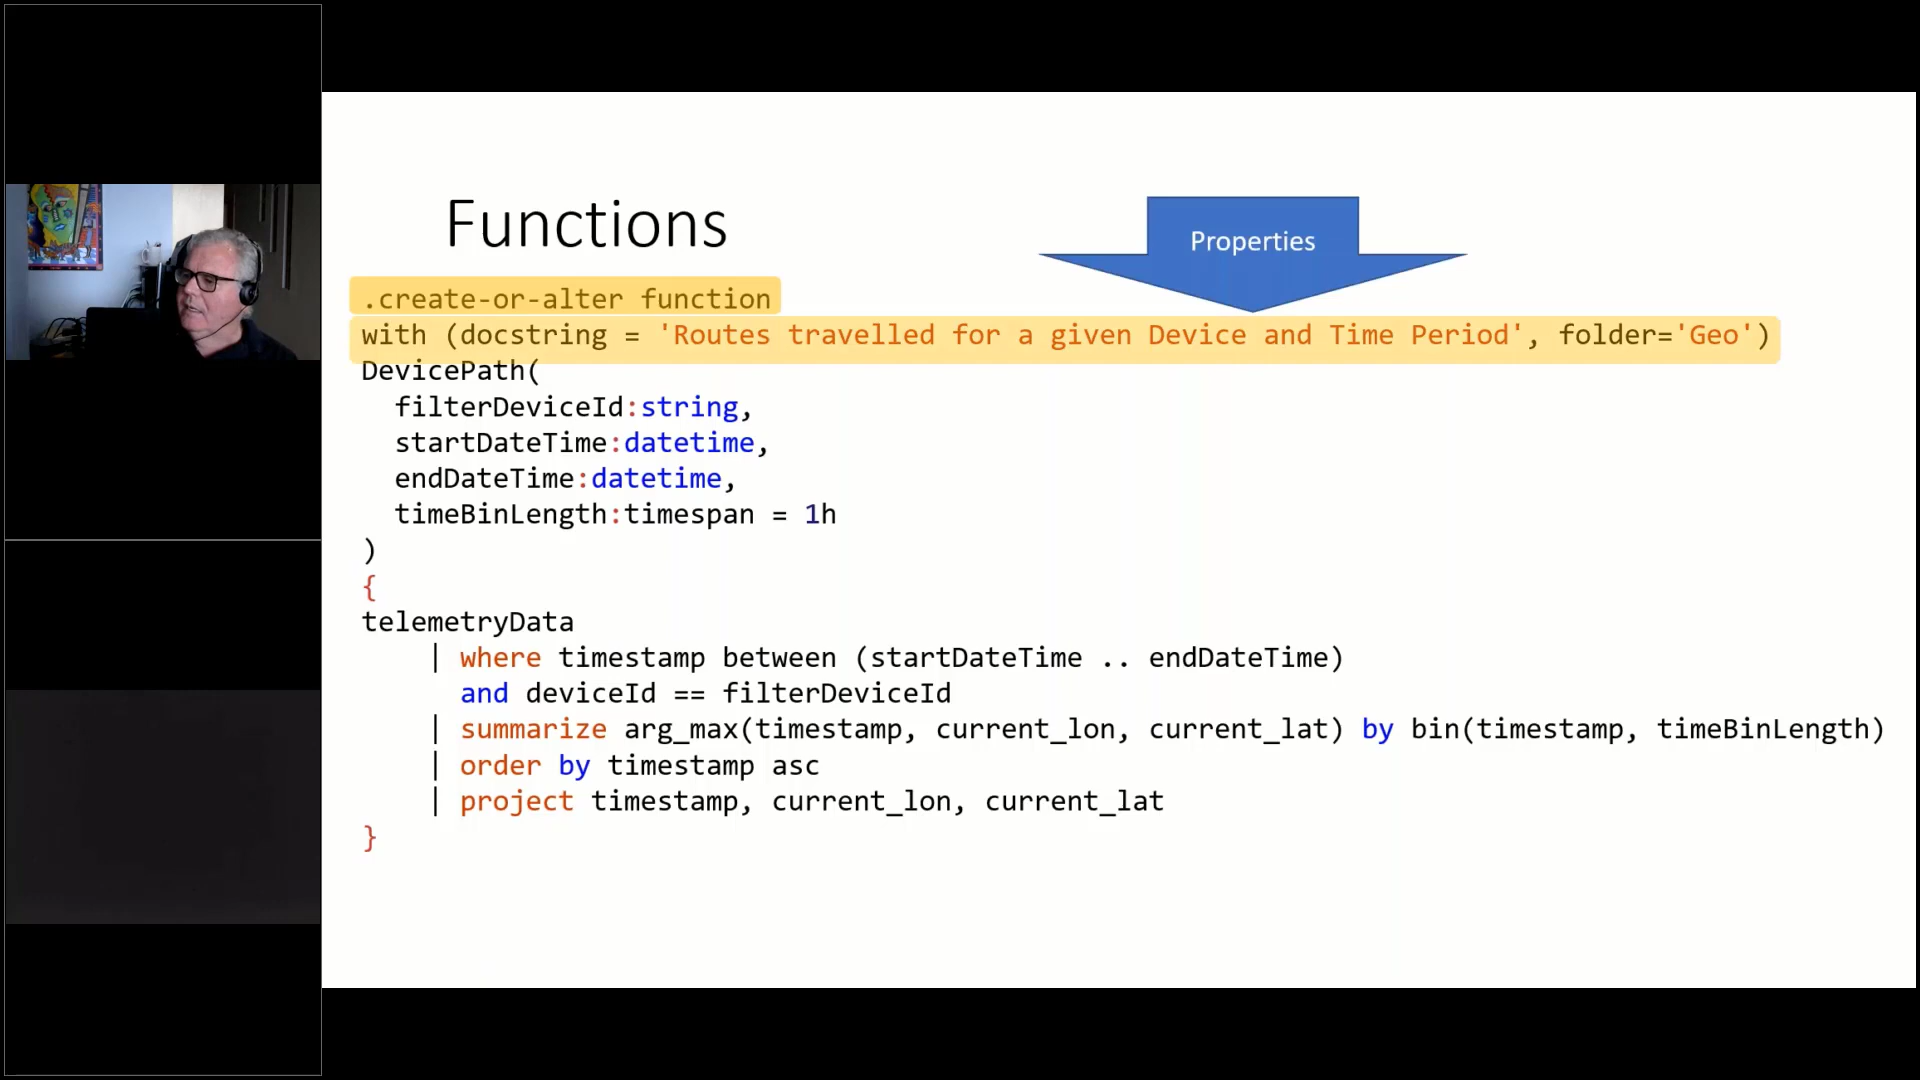 Functions
Properties
.create-or-alter function
with (docstring = 'Routes travelled for a given Device and Time Period', folder='Geo')
DevicePath(
  filterDeviceId:string,
  startDateTime:datetime,
  endDateTime:datetime,
  timeBinLength:timespan = 1h
)
{
telemetryData
    | where timestamp between (startDateTime .. endDateTime)
      and deviceId == filterDeviceId
    | summarize arg_max(timestamp, current_lon, current_lat) by bin(timestamp, timeBinLength)
    | order by timestamp asc
    | project timestamp, current_lon, current_lat
}